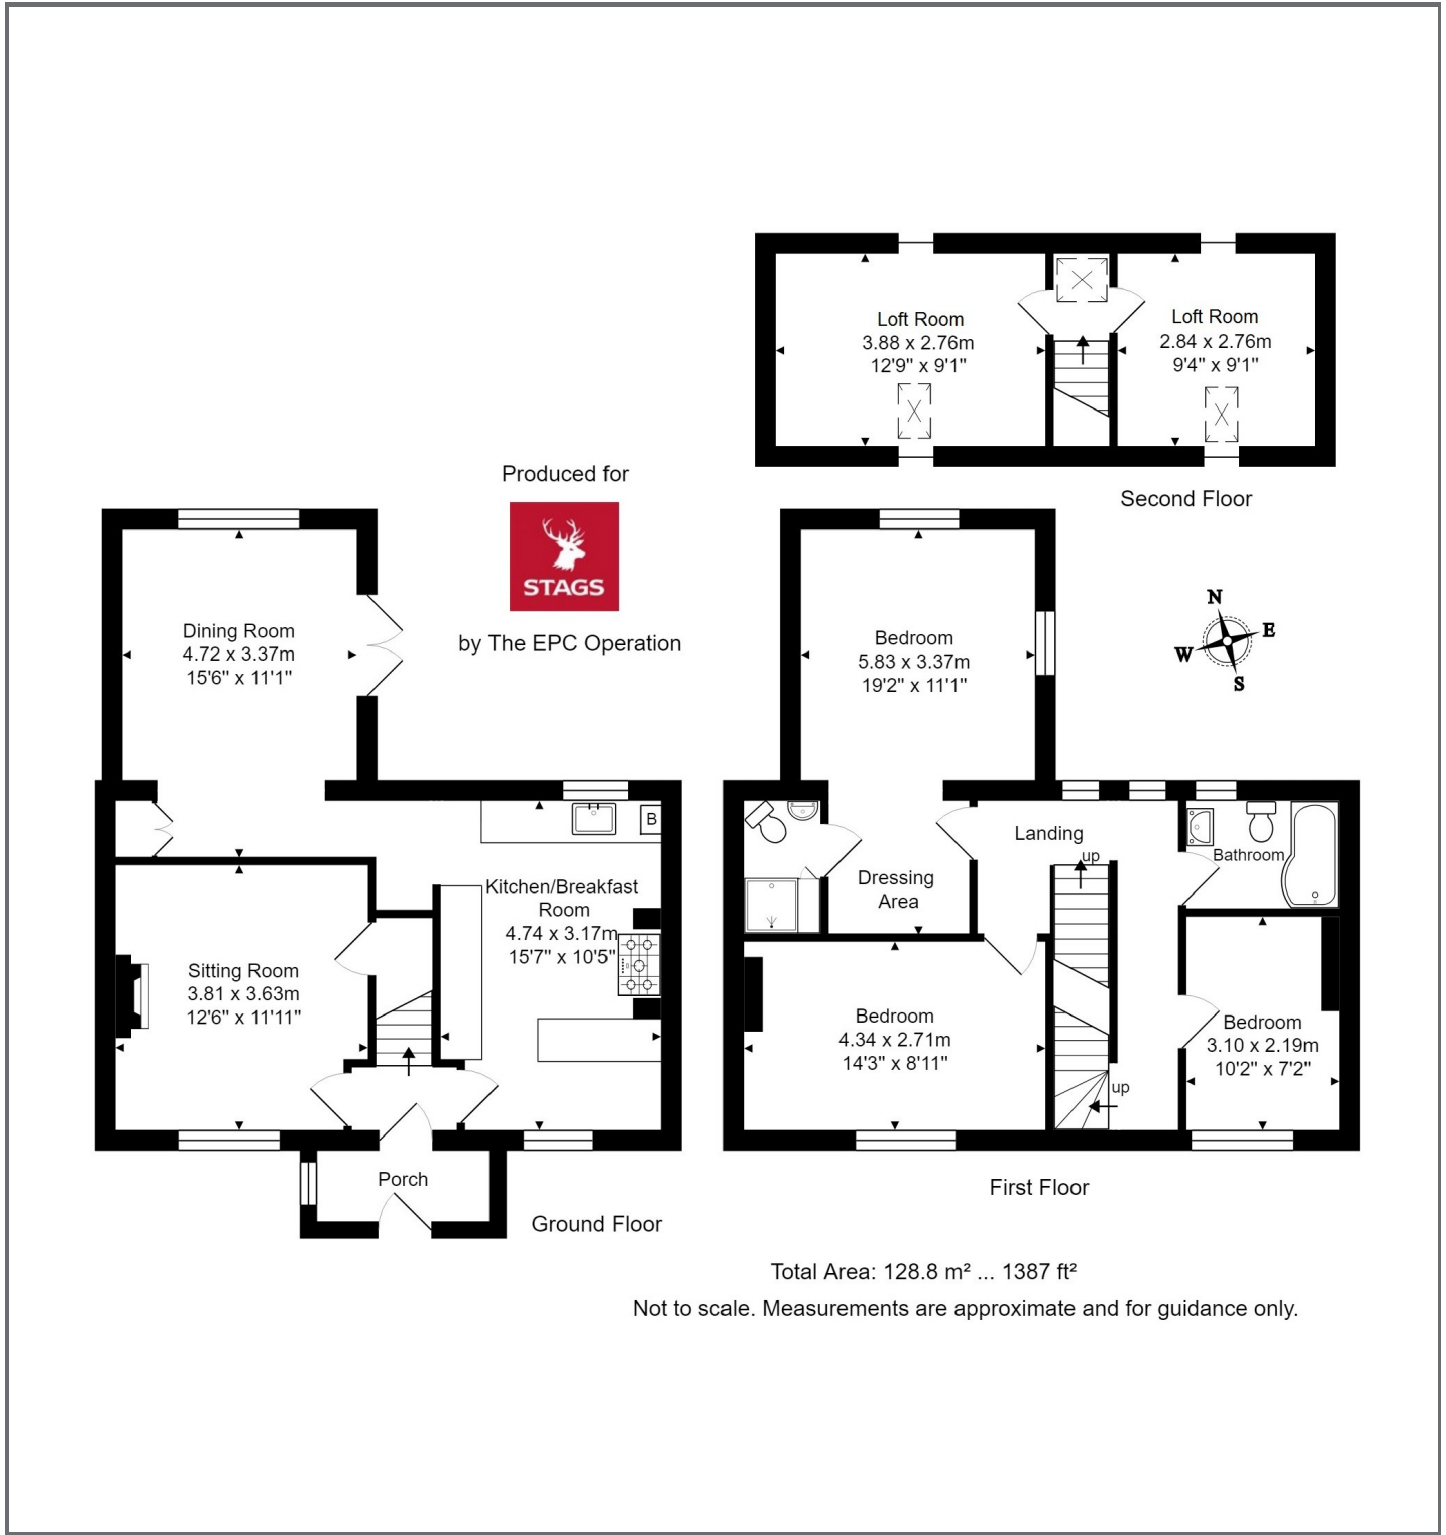 Loft Room
3.88 x 2.76m
12'9" x 9'1"
Loft Room
2.84 x 2.76m
9'4" x 9'1"
Second Floor
Produced for
STAGS
by The EPC Operation
N
E
W
S
Dining Room
4.72 x 3.37m
15'6" x 11'1"
B
Kitchen/Breakfast
Room
4.74 x 3.17m
15'7" x 10'5"
Sitting Room
3.81 x 3.63m
12'6" x 11'11"
Porch
Ground Floor
Bedroom
5.83 x 3.37m
19'2" x 11'1"
Landing
up
Bathroom
Dressing
Area
Bedroom
4.34 x 2.71m
14'3" x 8'11"
up
Bedroom
3.10 x 2.19m
10'2" x 7'2"
First Floor
Total Area: 128.8 m² ... 1387 ft²
Not to scale. Measurements are approximate and for guidance only.